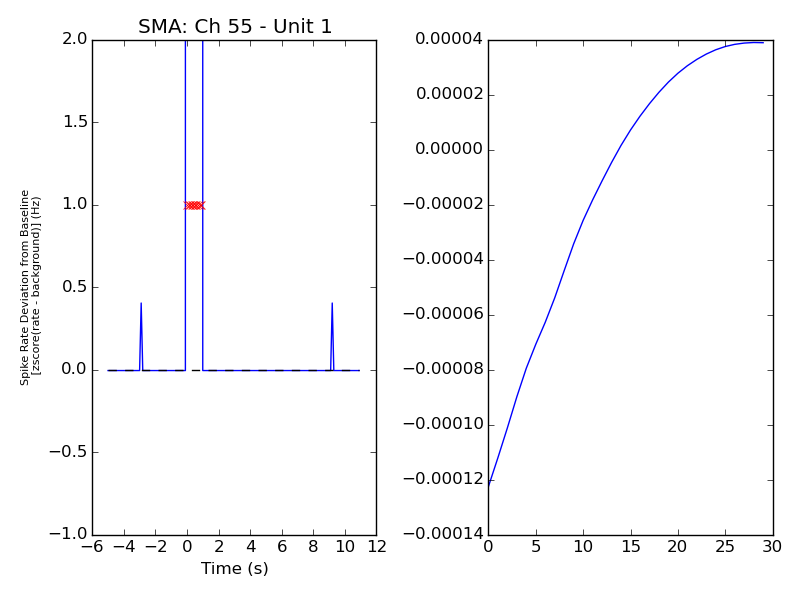 SMA: Ch 55 - Unit 1
Spike Rate Deviation from Baseline
[zscore(rate - background)] (Hz)
2.0
1.5
1.0
0.5
0.0
−0.5
−1.0
−6 −4 −2 0 2 4 6 8 10 12
Time (s)
0.00004
0.00002
0.00000
−0.00002
−0.00004
−0.00006
−0.00008
−0.00010
−0.00012
−0.00014
0 5 10 15 20 25 30